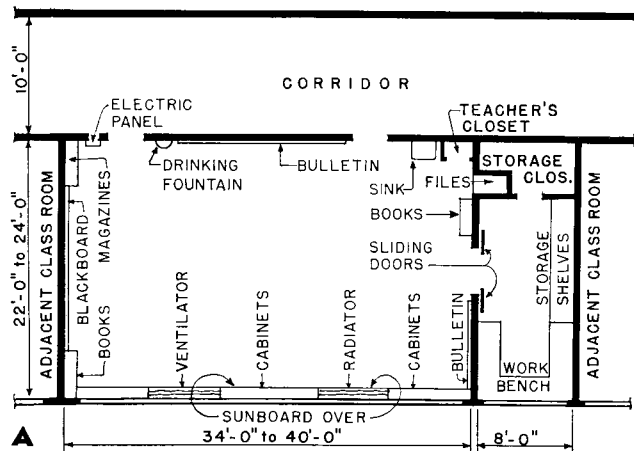 10'-0"
CORRIDOR
ELECTRIC
PANEL
DRINKING
FOUNTAIN
BULLETIN
SINK
TEACHER'S
CLOSET
STORAGE
CLOS.
FILES
BOOKS
SLIDING
DOORS
22'-0" to 24'-0"
ADJACENT CLASS ROOM
BLACKBOARD
MAGAZINES
BOOKS
VENTILATOR
CABINETS
RADIATOR
CABINETS
BULLETIN
STORAGE
SHELVES
WORK
BENCH
ADJACENT CLASS ROOM
SUNBOARD OVER
A
34'-0" to 40'-0"
8'-0"